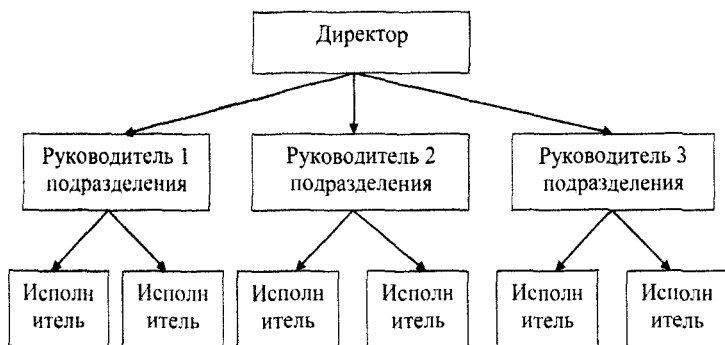 Директор
Руководитель 1
подразделения
Руководитель 2
подразделения
Руководитель 3
подразделения
Исполн
итель
Исполн
итель
Исполн
итель
Исполн
итель
Исполн
итель
Исполн
итель